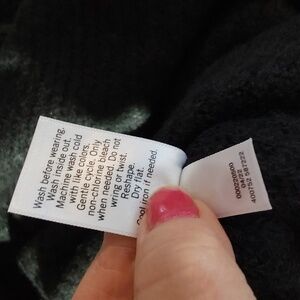 Wash before wearing.
Wash inside out.
Machine wash cold
with like colors.
Gentle cycle. Only
non-chlorine bleach
when needed. Do not
wring or twist
Reshape.
Dry flat.
Cool iron if needed.